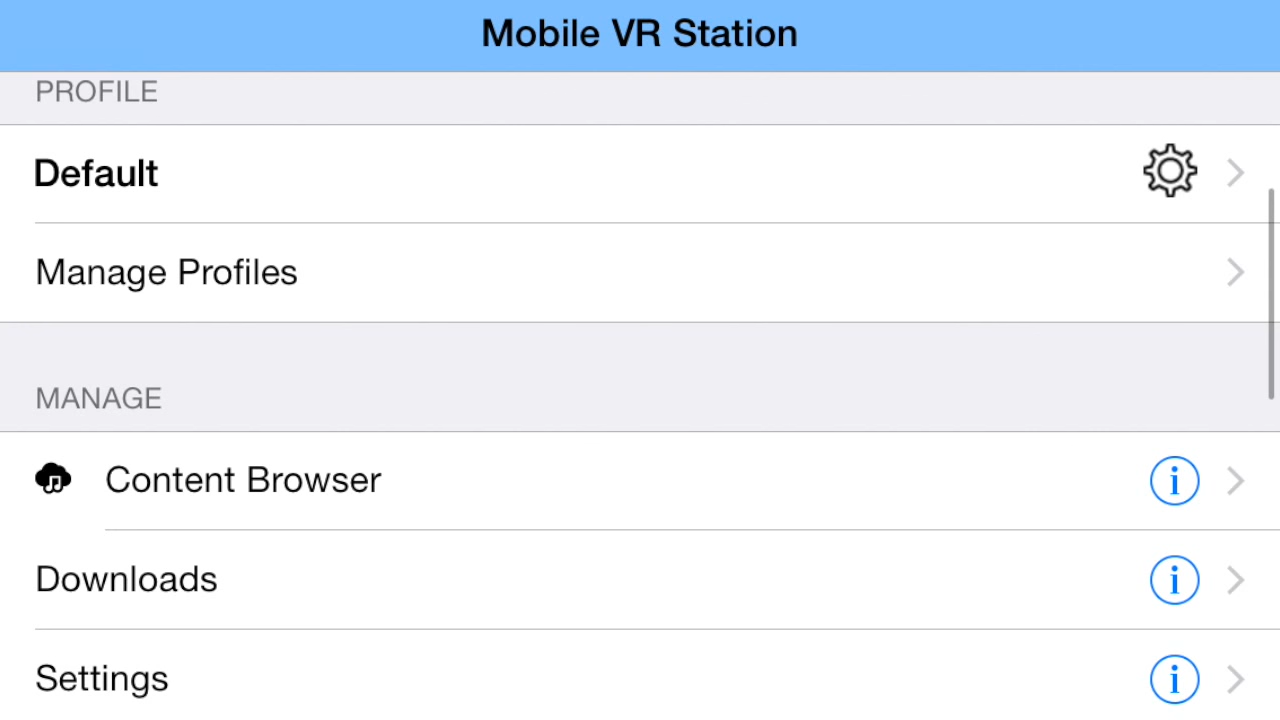 Mobile VR Station
PROFILE
Default
Manage Profiles
MANAGE
Content Browser
Downloads
Settings